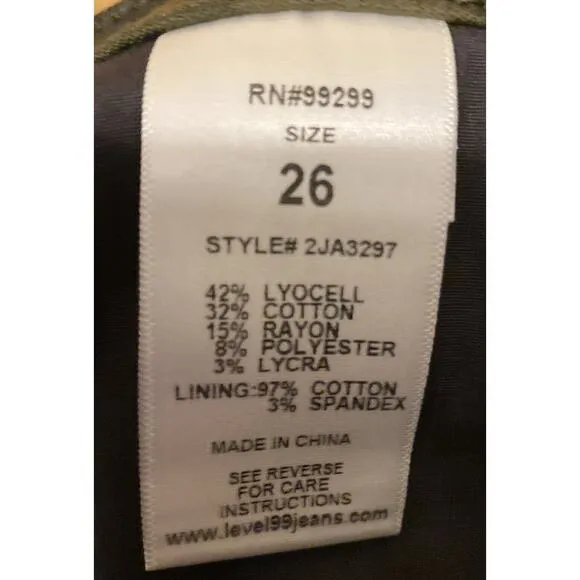 RN#99299
SIZE
26
STYLE# 2JA3297
42% LYOCELL
32% COTTON
15% RAYON
8% POLYESTER
3% LYCRA
LINING:97% COTTON
3% SPANDEX
MADE IN CHINA
SEE REVERSE
FOR CARE
INSTRUCTIONS
www.level99jeans.com